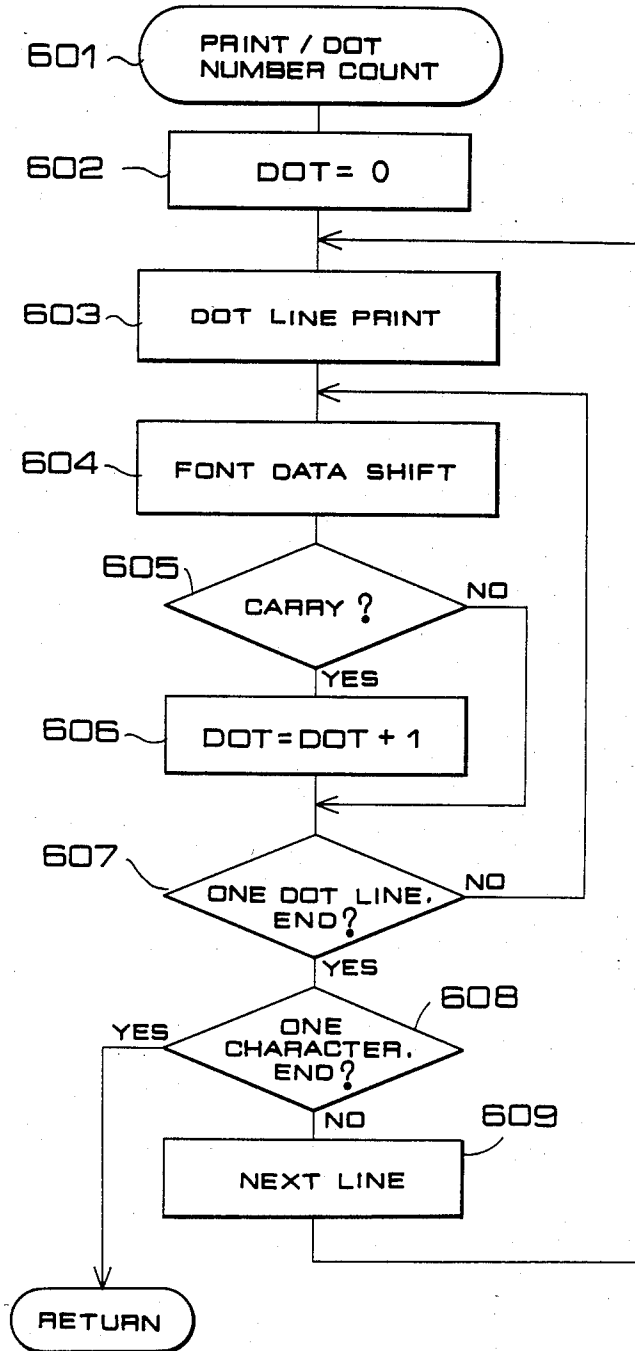 601
PRINT / DOT
NUMBER COUNT
602
DOT = 0
603
DOT LINE PRINT
604
FONT DATA SHIFT
605
CARRY ?
NO
YES
606
DOT = DOT + 1
607
ONE DOT LINE.
END?
NO
YES
608
YES
ONE
CHARACTER.
END?
NO
609
NEXT LINE
RETURN